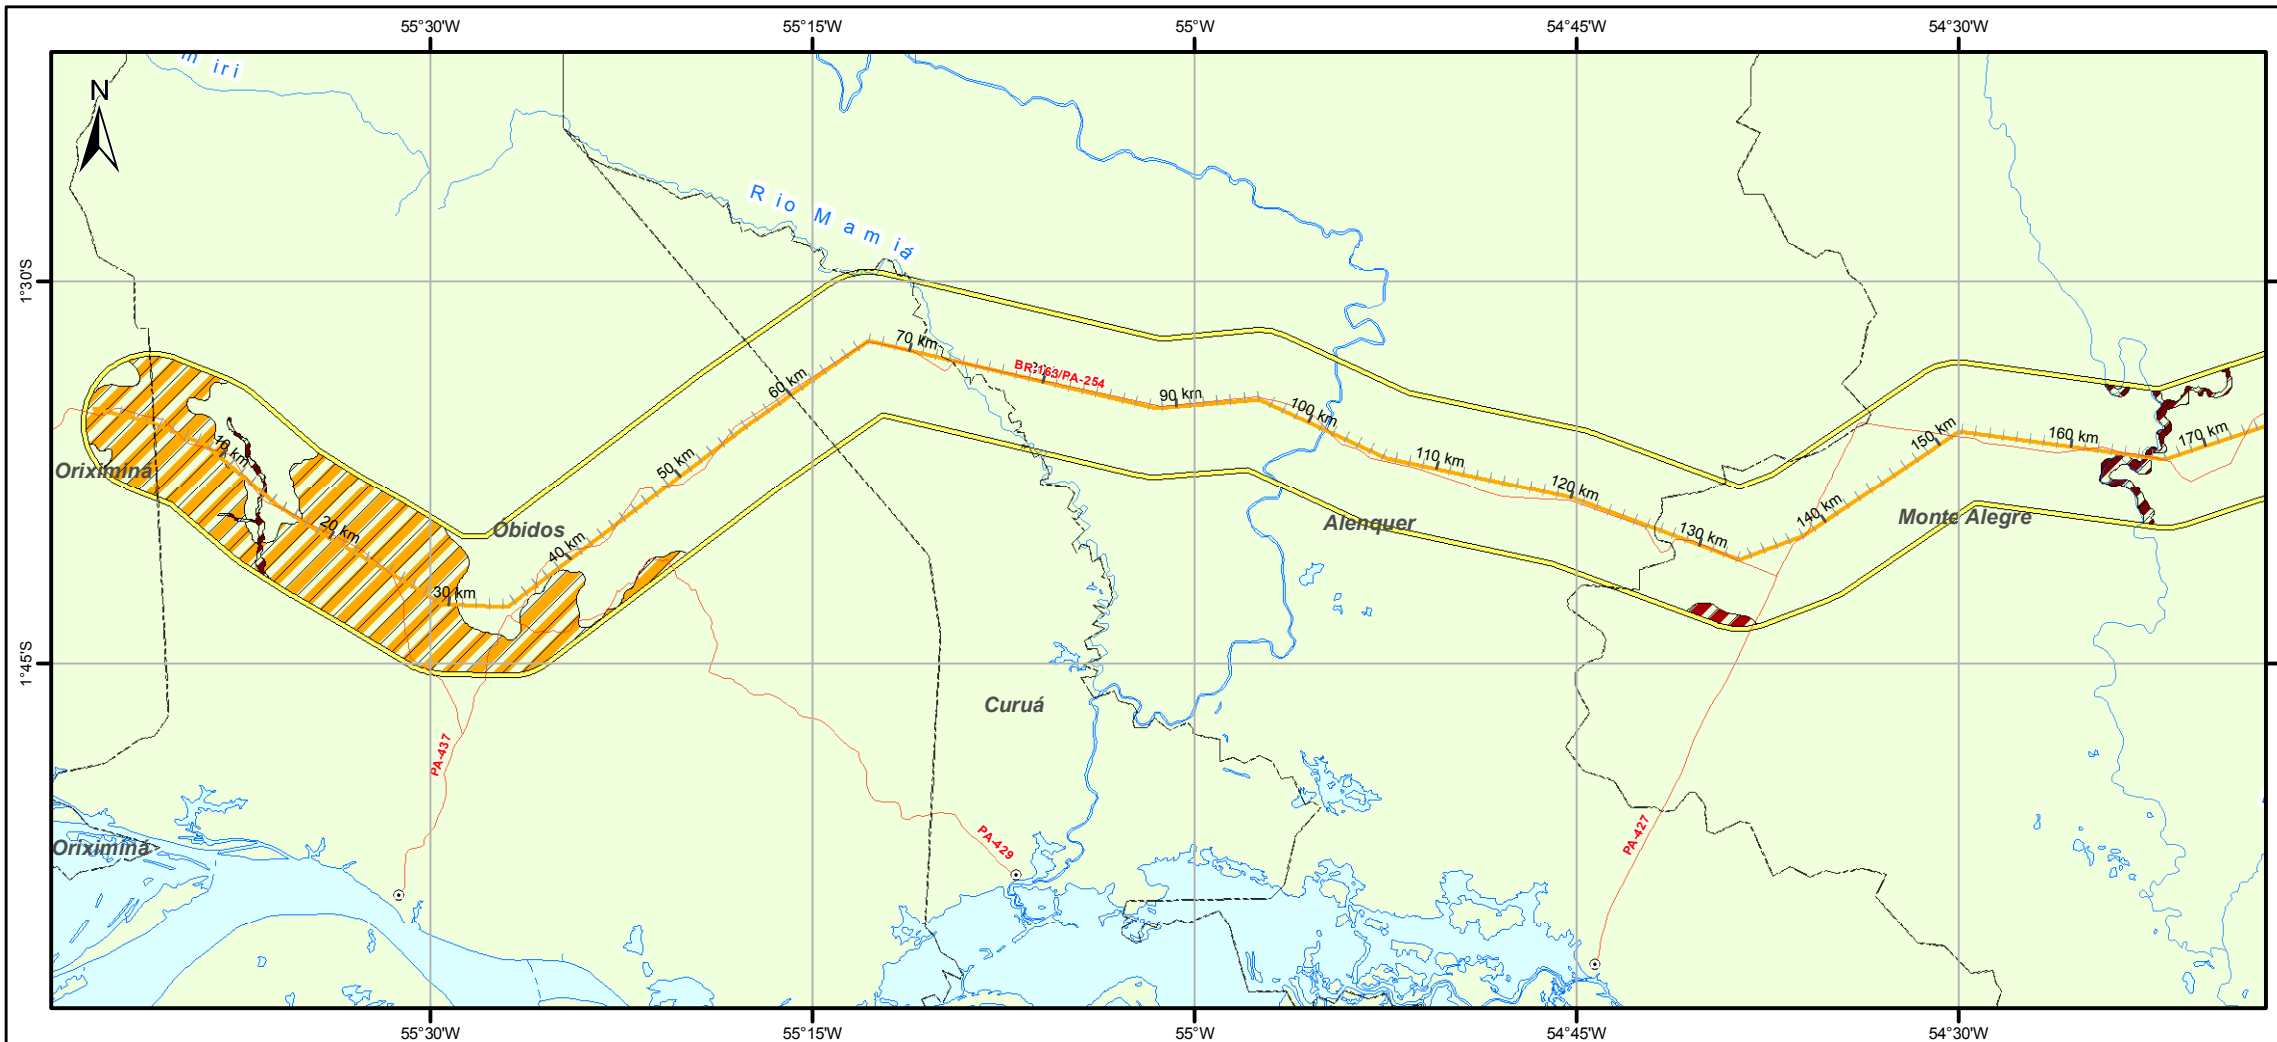 55°30'W
55°15'W
55°W
54°45'W
54°30'W
m iri
N
Rio Mamiá
1°30'S
70 km
BR-163/PA-254
60 km
90 km
100 km
10 km
50 km
110 km
150 km
160 km
170 km
Oriximiná
20 km
Óbidos
40 km
Alenquer
120 km
130 km
140 km
Monte Alegre
30 km
1°45'S
Curuá
PA-437
PA-429
PA-427
Oriximiná
55°30'W
55°15'W
55°W
54°45'W
54°30'W